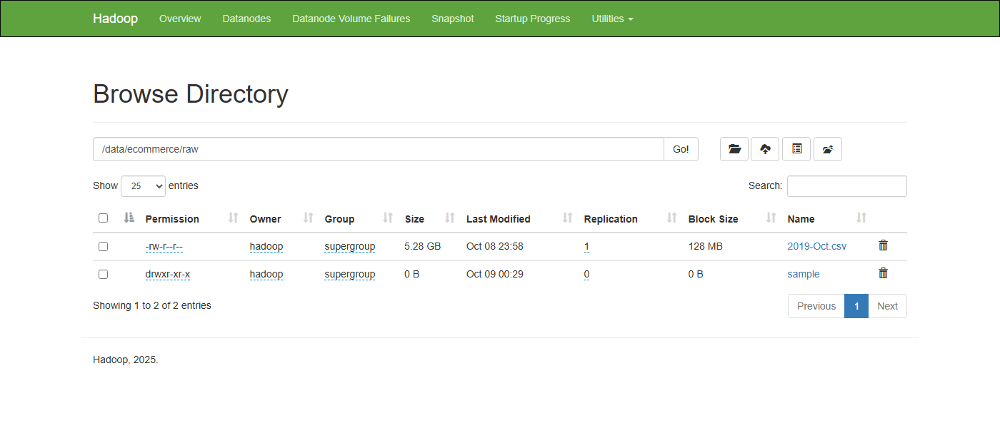 Hadoop Overview Datanodes Datanode Volume Failures Snapshot Startup Progress Utilities
Browse Directory
/data/ecommerce/raw Go!
Show 25 entries Search:
Permission Owner Group Size Last Modified Replication Block Size Name
-rw-r--r-- hadoop supergroup 5.28 GB Oct 08 23:58 1 128 MB 2019-Oct.csv
drwxr-xr-x hadoop supergroup 0 B Oct 09 00:29 0 0 B sample
Showing 1 to 2 of 2 entries Previous 1 Next
Hadoop, 2025.